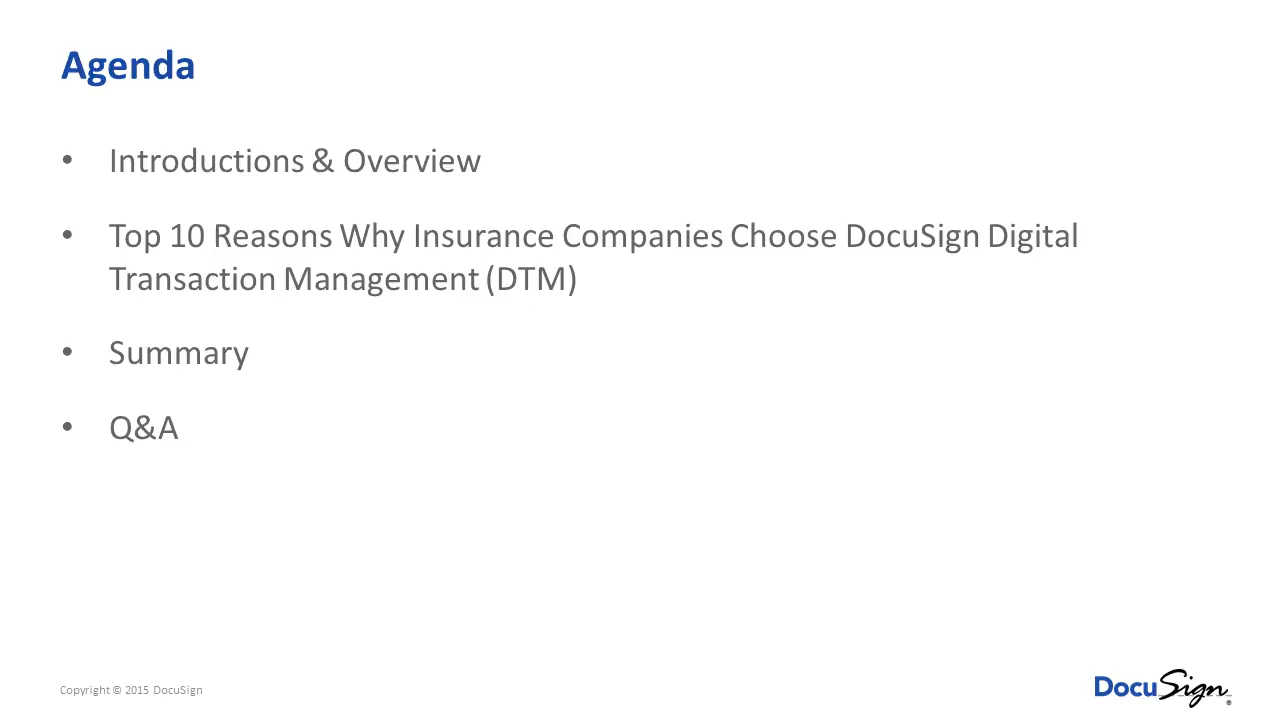 Agenda
• Introductions & Overview
• Top 10 Reasons Why Insurance Companies Choose DocuSign Digital
Transaction Management (DTM)
• Summary
• Q&A
Copyright © 2015 DocuSign
DocuSign®